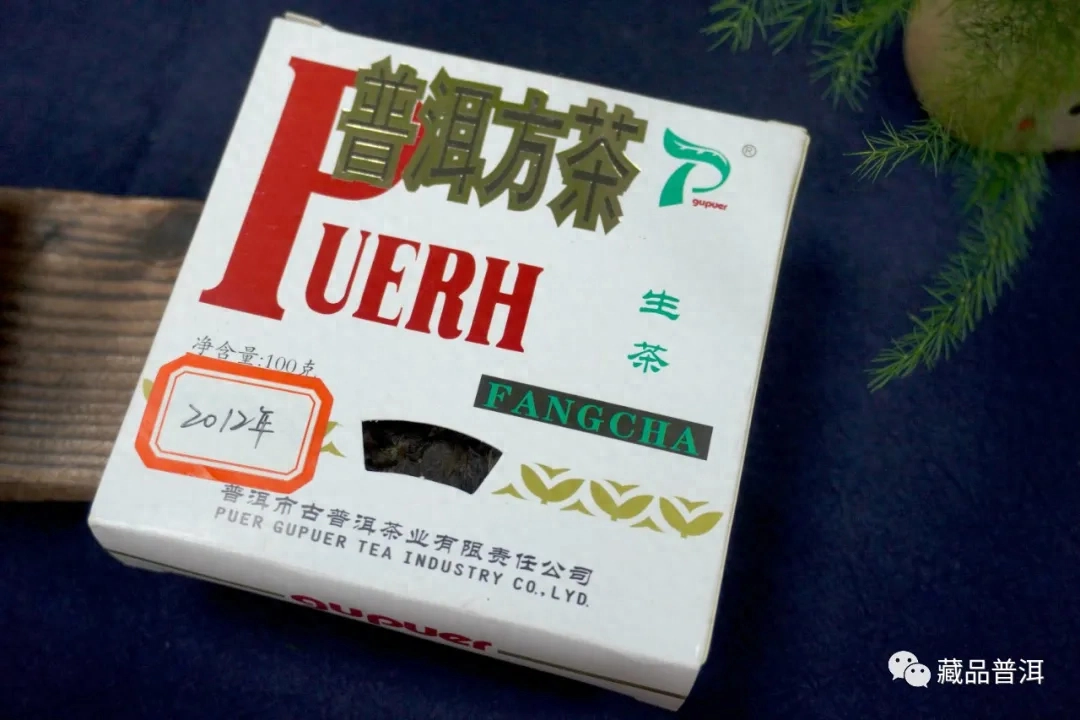 普洱方茶
®
gupuer
PUERH
生茶
净含量:100克
2012年
FANGCHA
普洱市古普洱茶业有限责任公司
PUER GUPUER TEA INDUSTRY CO.,LYD.
gupuer
藏品普洱